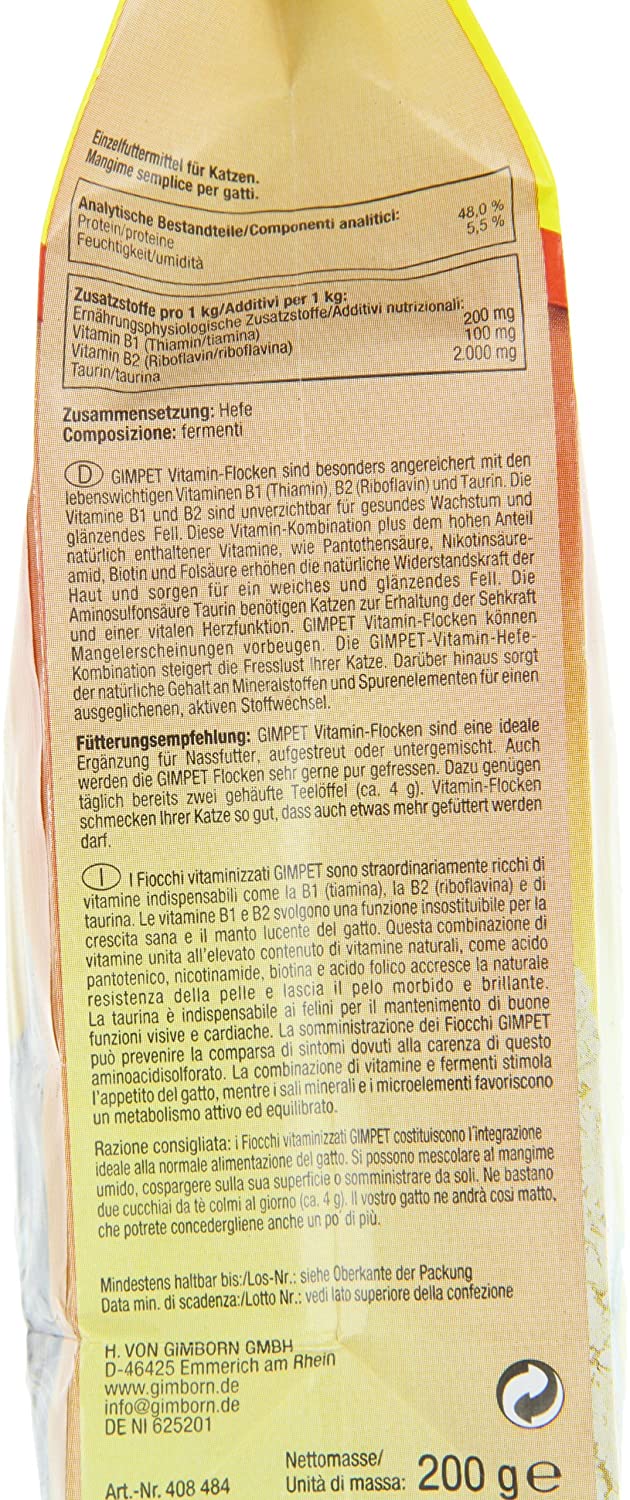 Einzelfuttermittel für Katzen.
Mangime semplice per gatti.
Analytische Bestandteile/Componenti analitici:
Protein/proteine 48,0 %
Feuchtigkeit/umidità 5,5 %
Zusatzstoffe pro 1 kg/Additivi per 1 kg:
Ernährungsphysiologische Zusatzstoffe/Additivi nutrizionali:
Vitamin B1 (Thiamin/tiamina) 200 mg
Vitamin B2 (Riboflavin/riboflavina) 100 mg
Taurin/taurina 2.000 mg
Zusammensetzung: Hefe
Composizione: fermenti
D GIMPET Vitamin-Flocken sind besonders angereichert mit den
lebenswichtigen Vitaminen B1 (Thiamin), B2 (Riboflavin) und Taurin. Die
Vitamine B1 und B2 sind unverzichtbar für gesundes Wachstum und
glänzendes Fell. Diese Vitamin-Kombination plus dem hohen Anteil
natürlich enthaltener Vitamine, wie Pantothensäure, Nikotinsäure-
amid, Biotin und Folsäure erhöhen die natürliche Widerstandskraft der
Haut und sorgen für ein weiches und glänzendes Fell. Die
Aminosulfonsäure Taurin benötigen Katzen zur Erhaltung der Sehkraft
und einer vitalen Herzfunktion. GIMPET Vitamin-Flocken können
Mangelerscheinungen vorbeugen. Die GIMPET-Vitamin-Hefe-
Kombination steigert die Fresslust Ihrer Katze. Darüber hinaus sorgt
der natürliche Gehalt an Mineralstoffen und Spurenelementen für einen
ausgeglichenen, aktiven Stoffwechsel.
Fütterungsempfehlung: GIMPET Vitamin-Flocken sind eine ideale
Ergänzung für Nassfutter, aufgestreut oder untergemischt. Auch
werden die GIMPET Flocken sehr gerne pur gefressen. Dazu genügen
täglich bereits zwei gehäufte Teelöffel (ca. 4 g). Vitamin-Flocken
schmecken Ihrer Katze so gut, dass auch etwas mehr gefüttert werden
darf.
I I Fiocchi vitaminizzati GIMPET sono straordinariamente ricchi di
vitamine indispensabili come la B1 (tiamina), la B2 (riboflavina) e di
taurina. Le vitamine B1 e B2 svolgono una funzione insostituibile per la
crescita sana e il manto lucente del gatto. Questa combinazione di
vitamine unita all'elevato contenuto di vitamine naturali, come acido
pantotenico, nicotinamide, biotina e acido folico accresce la naturale
resistenza della pelle e lascia il pelo morbido e brillante.
La taurina è indispensabile ai felini per il mantenimento di buone
funzioni visive e cardiache. La somministrazione dei Fiocchi GIMPET
può prevenire la comparsa di sintomi dovuti alla carenza di questo
aminoacidisolforato. La combinazione di vitamine e fermenti stimola
l'appetito del gatto, mentre i sali minerali e i microelementi favoriscono
un metabolismo attivo ed equilibrato.
Razione consigliata: i Fiocchi vitaminizzati GIMPET costituiscono l'integrazione
ideale alla normale alimentazione del gatto. Si possono mescolare al mangime
umido, cospargere sulla sua superficie o somministrare da soli. Ne bastano
due cucchiai da tè colmi al giorno (ca. 4 g). Il vostro gatto ne andrà così matto,
che potrete concedergliene anche un po' di più.
Mindestens haltbar bis:/Los-Nr.: siehe Oberkante der Packung
Data min. di scadenza:/Lotto Nr.: vedi lato superiore della confezione
H. VON GIMBORN GMBH
D-46425 Emmerich am Rhein
www.gimborn.de
info@gimborn.de
DE NI 625201
Art.-Nr. 408 484
Nettomasse/
Unità di massa: 200 g e